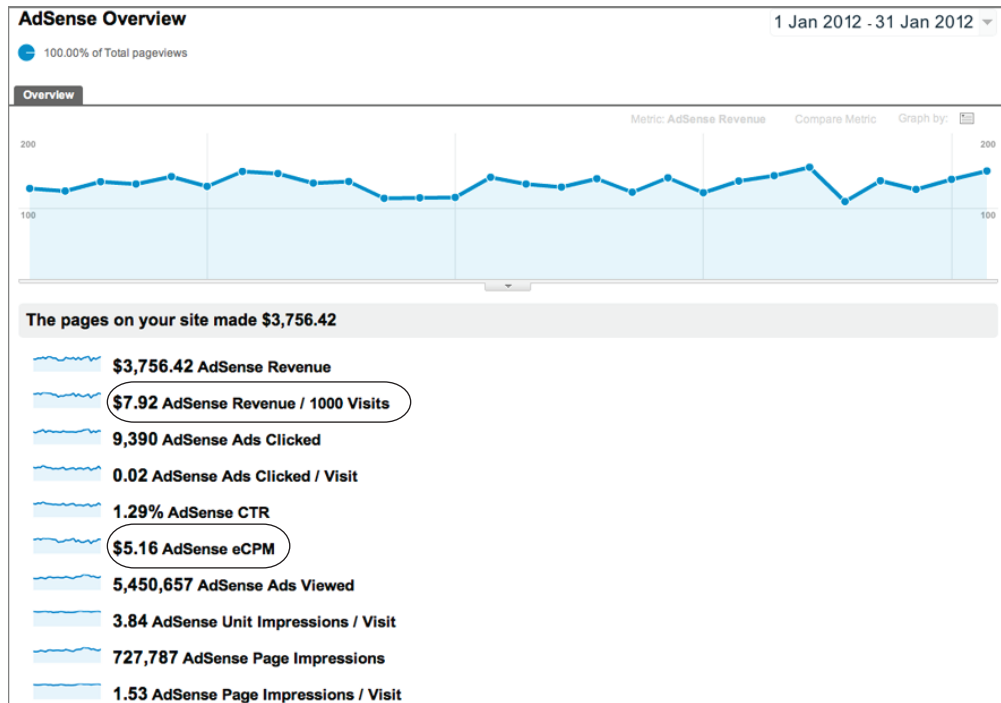 AdSense Overview
1 Jan 2012 - 31 Jan 2012
100.00% of Total pageviews
Overview
Metric: AdSense Revenue Compare Metric Graph by:
200 200
100 100
The pages on your site made $3,756.42
$3,756.42 AdSense Revenue
$7.92 AdSense Revenue / 1000 Visits
9,390 AdSense Ads Clicked
0.02 AdSense Ads Clicked / Visit
1.29% AdSense CTR
$5.16 AdSense eCPM
5,450,657 AdSense Ads Viewed
3.84 AdSense Unit Impressions / Visit
727,787 AdSense Page Impressions
1.53 AdSense Page Impressions / Visit